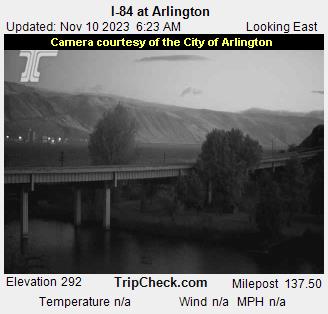 I-84 at Arlington
Updated: Nov 10 2023 6:23 AM Looking East
Camera courtesy of the City of Arlington
Elevation 292 TripCheck.com Milepost 137.50
Temperature n/a Wind n/a MPH n/a